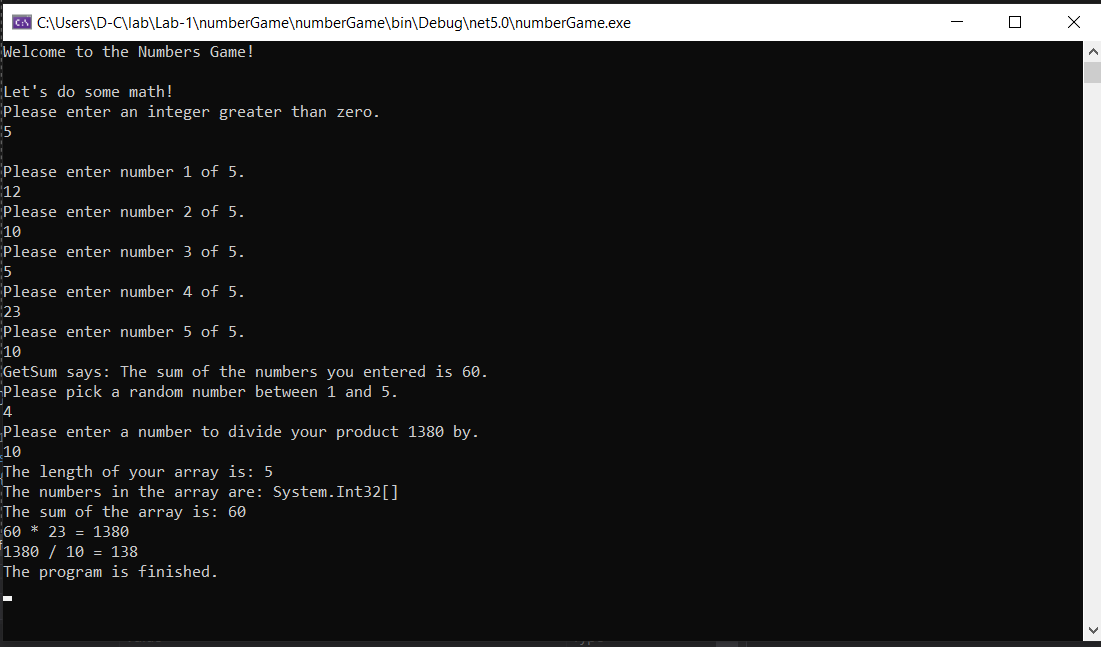 C:\Users\D-C\lab\Lab-1\numberGame\numberGame\bin\Debug\net5.0\numberGame.exe
Welcome to the Numbers Game!
Let's do some math!
Please enter an integer greater than zero.
5
Please enter number 1 of 5.
12
Please enter number 2 of 5.
10
Please enter number 3 of 5.
5
Please enter number 4 of 5.
23
Please enter number 5 of 5.
10
GetSum says: The sum of the numbers you entered is 60.
Please pick a random number between 1 and 5.
4
Please enter a number to divide your product 1380 by.
10
The length of your array is: 5
The numbers in the array are: System.Int32[]
The sum of the array is: 60
60 * 23 = 1380
1380 / 10 = 138
The program is finished.